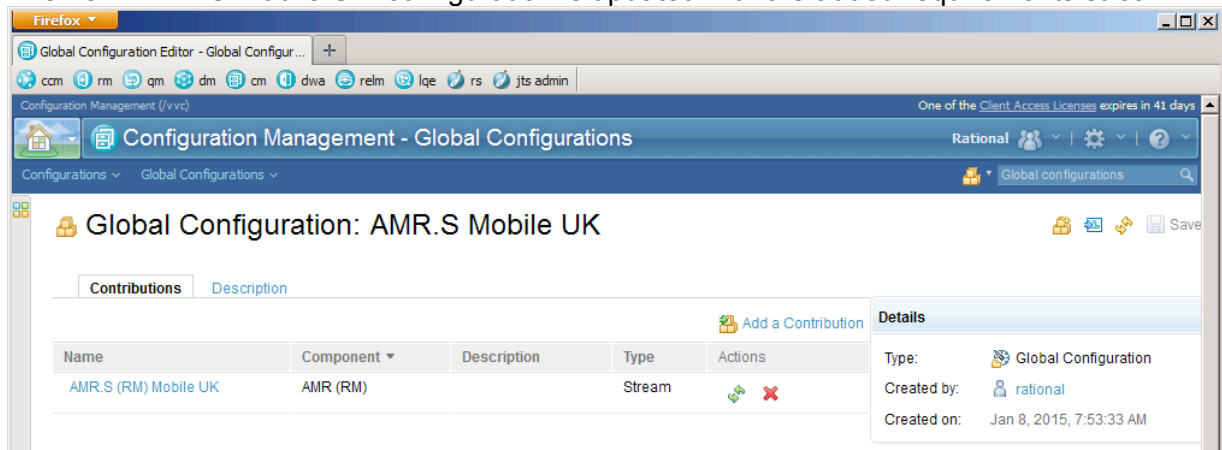 Firefox
Global Configuration Editor - Global Configur... +
ccm rm qm dm cm dwa relm lqe rs jts admin
Configuration Management (/vvc) One of the Client Access Licenses expires in 41 days
Configuration Management - Global Configurations Rational
Configurations Global Configurations Global configurations
Global Configuration: AMR.S Mobile UK Save
Contributions Description
Add a Contribution Details
Name Component Description Type Actions Type: Global Configuration
AMR.S (RM) Mobile UK AMR (RM) Stream Created by: rational
Created on: Jan 8, 2015, 7:53:33 AM